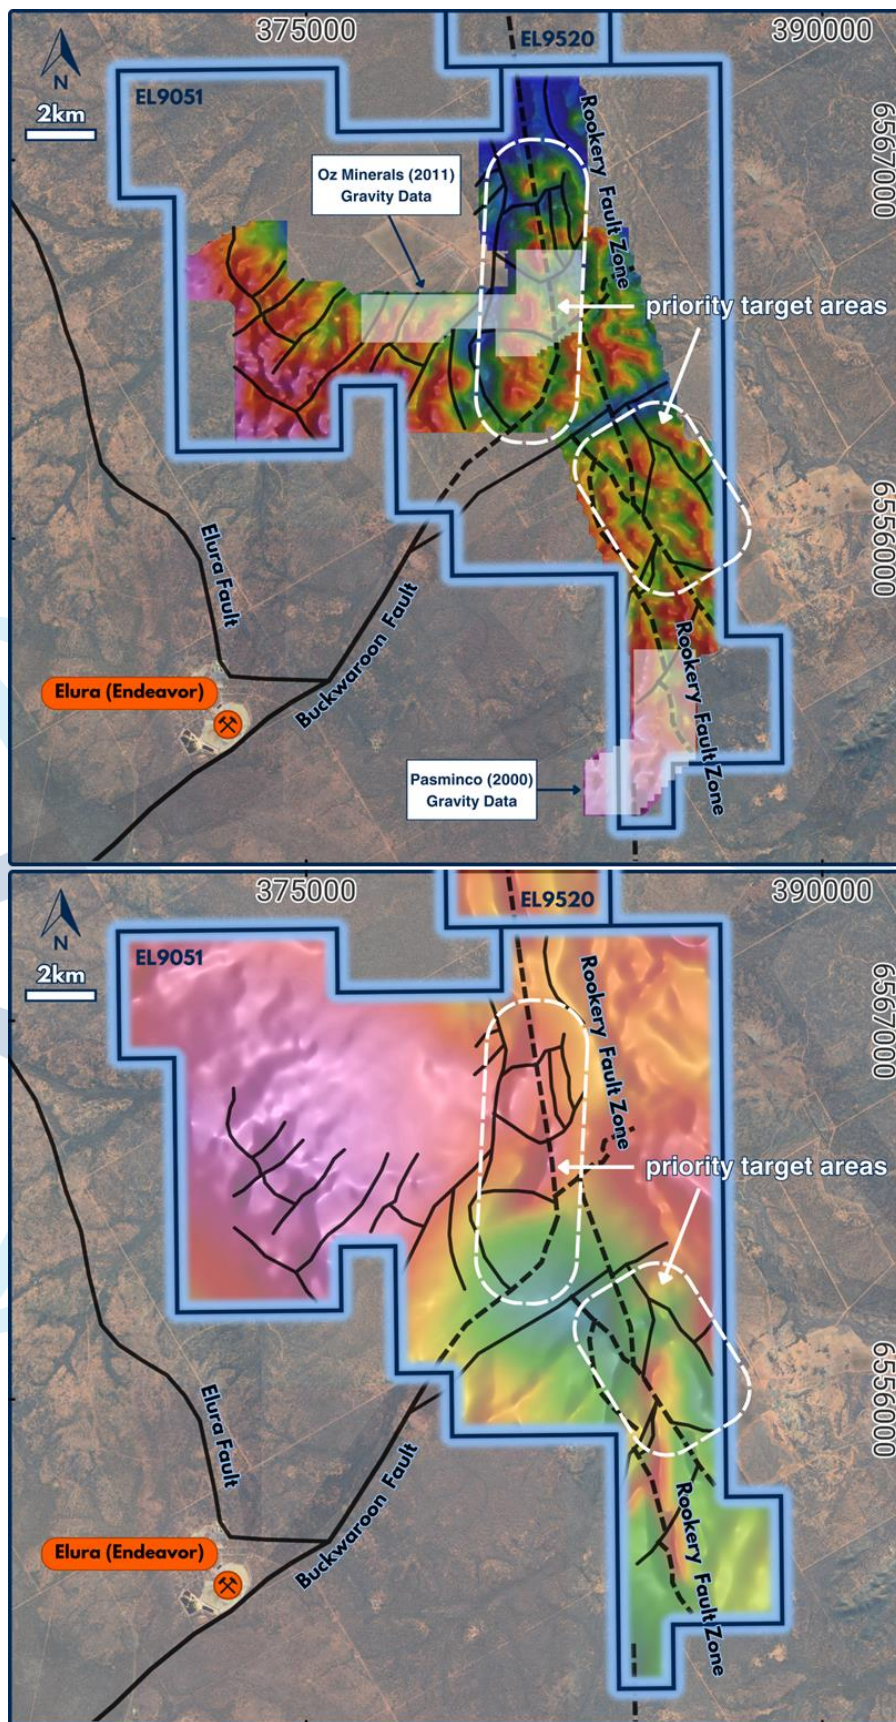 375000
390000
EL9520
EL9051
N
2km
6567000
Rookery Fault Zone
Oz Minerals (2011)
Gravity Data
priority target areas
6556000
Elura Fault
Buckwaroon Fault
Rookery Fault Zone
Elura (Endeavor)
Pasminco (2000)
Gravity Data
375000
390000
EL9520
EL9051
N
2km
6567000
Rookery Fault Zone
priority target areas
6556000
Elura Fault
Buckwaroon Fault
Rookery Fault Zone
Elura (Endeavor)